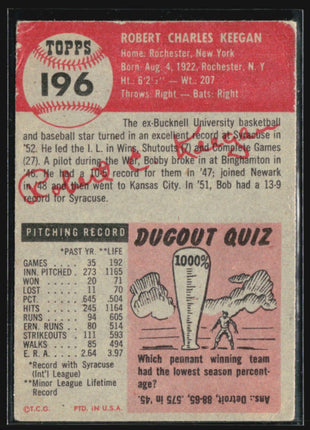 TOPPS
196
ROBERT CHARLES KEEGAN
Home: Rochester, New York
Born: Aug. 4, 1922, Rochester, N. Y
Ht.: 6'2½" — Wt.: 207
Throws: Right — Bats: Right
The ex-Bucknell University basketball
and baseball star turned in an excellent record at Syracuse in
'52. He led the I. L. in Wins, Shutouts (7) and Complete Games
(27). A pilot during the War, Bobby broke in at Binghamton in
'46. He
record for them in '47; joined Newark
in '48 and then went to Kansas City. In '51, Bob had a 13-9
record for Syracuse.
PITCHING RECORD
*PAST YR. **LIFE
GAMES 35 192
INN. PITCHED 273 1165
WON 20 71
LOST 11 70
PCT. .645 .504
HITS 245 1164
RUNS 94 605
ERN. RUNS 80 514
STRIKEOUTS 111 593
WALKS 85 494
E. R. A. 2.64 3.97
*Record with Syracuse
(Int'l League)
**Minor League Lifetime
Record
©T.C.G. PTD. IN U.S.A.
DUGOUT QUIZ
1000%
Which pennant winning team
had the lowest season percent-
age?
Ans: Detroit, 88-65, .575 in '45.